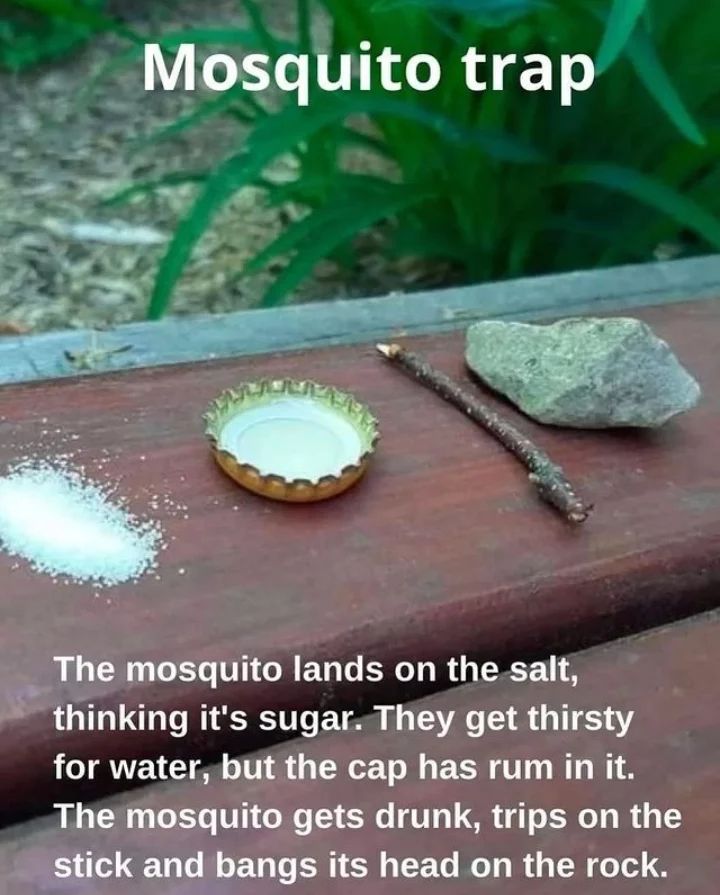 Mosquito trap
The mosquito lands on the salt,
thinking it's sugar. They get thirsty
for water, but the cap has rum in it.
The mosquito gets drunk, trips on the
stick and bangs its head on the rock.